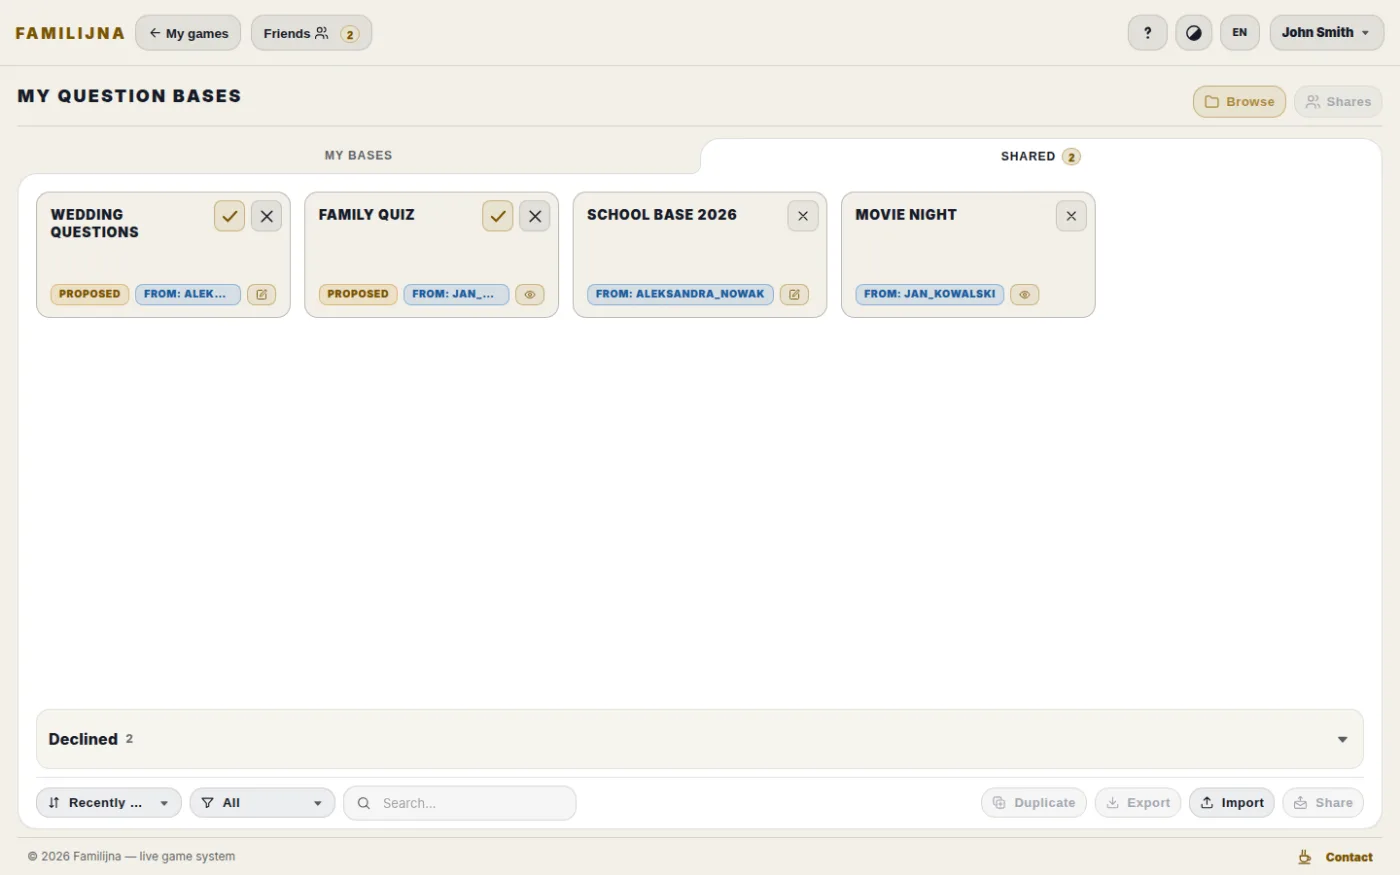 FAMILIJNA
← My games
Friends 2
?
EN
John Smith
MY QUESTION BASES
Browse
Shares
MY BASES
SHARED 2
WEDDING
QUESTIONS
PROPOSED
FROM: ALEK...
FAMILY QUIZ
PROPOSED
FROM: JAN_...
SCHOOL BASE 2026
FROM: ALEKSANDRA_NOWAK
MOVIE NIGHT
FROM: JAN_KOWALSKI
Declined 2
Recently ...
All
Search...
Duplicate
Export
Import
Share
© 2026 Familijna — live game system
Contact